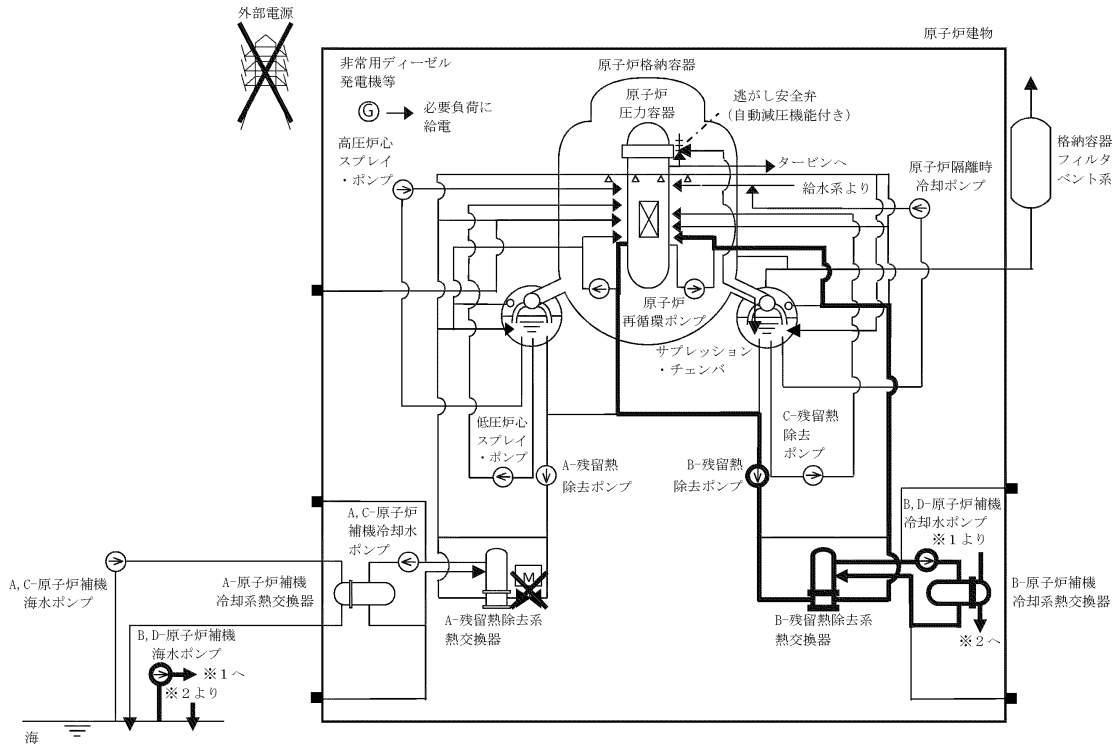 外部電源
原子炉建物
非常用ディーゼル
発電機等
G
必要負荷に
給電
高圧炉心
スプレイ
・ポンプ
原子炉格納容器
原子炉
圧力容器
逃がし安全弁
(自動減圧機能付き)
タービンへ
給水系より
原子炉隔離時
冷却ポンプ
格納容器
フィルタ
ベント系
原子炉
再循環ポンプ
サプレッション
・チェンバ
低圧炉心
スプレイ
・ポンプ
A-残留熱
除去ポンプ
B-残留熱
除去ポンプ
C-残留熱
除去
ポンプ
A,C-原子炉
補機冷却水
ポンプ
B,D-原子炉補機
冷却水ポンプ
※1より
A,C-原子炉補機
海水ポンプ
A-原子炉補機
冷却系熱交換器
M
A-残留熱除去系
熱交換器
B-残留熱除去系
熱交換器
B-原子炉補機
冷却系熱交換器
※2へ
B,D-原子炉補機
海水ポンプ
※1へ
※2より
海